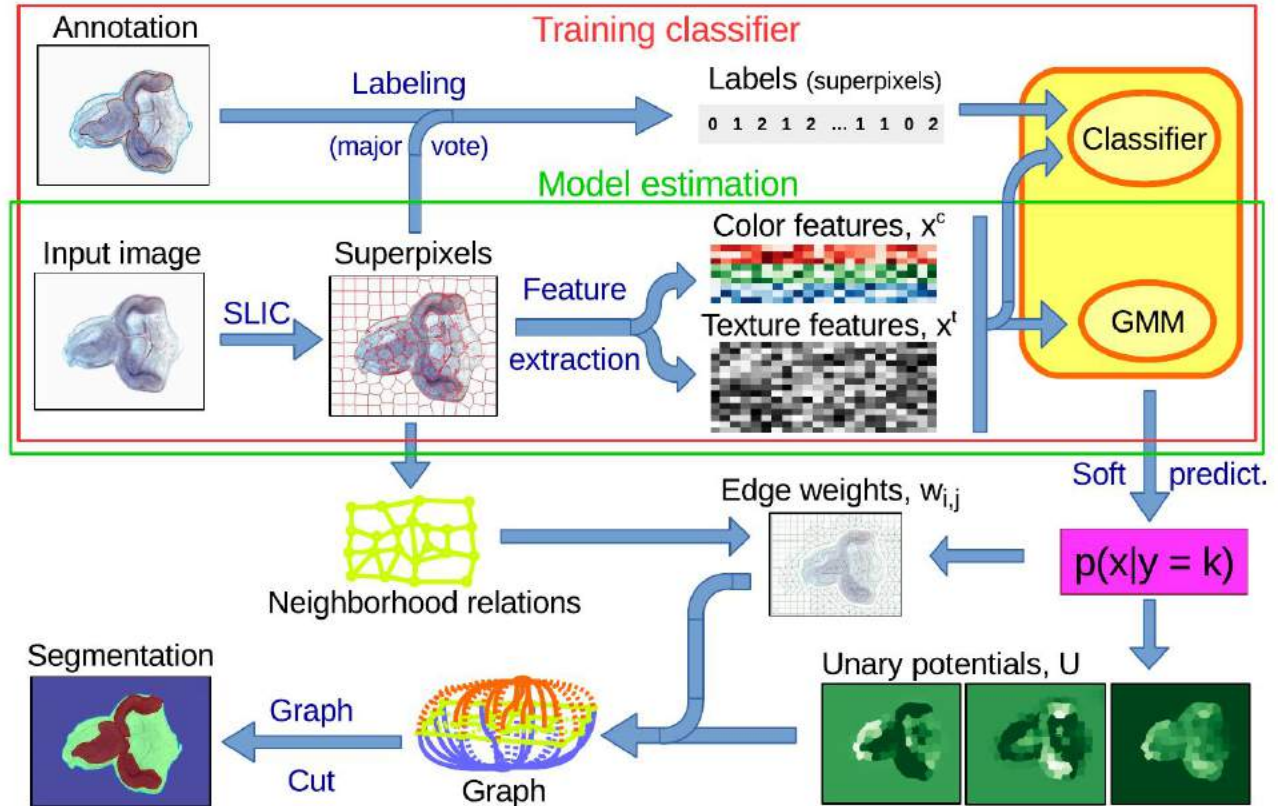 Annotation
Training classifier
Labeling
(major vote)
Labels (superpixels)
0 1 2 1 2 ... 1 1 0 2
Classifier
Model estimation
Input image
SLIC
Superpixels
Feature
extraction
Color features, x^c
Texture features, x^t
GMM
Soft predict.
Edge weights, w_{i,j}
p(x|y = k)
Neighborhood relations
Segmentation
Graph
Cut
Graph
Unary potentials, U